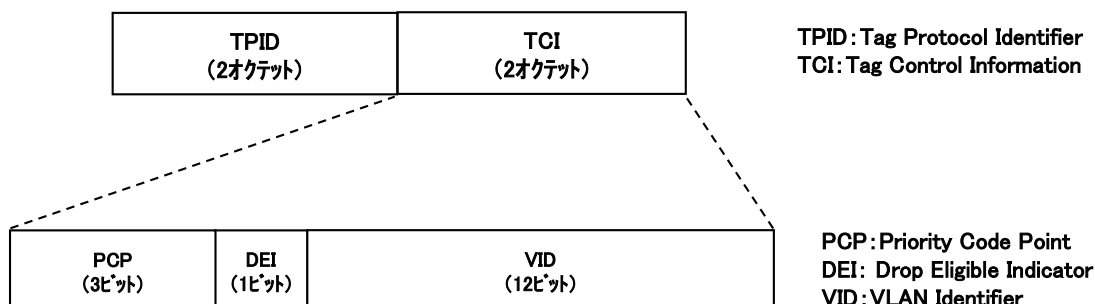 TPID
(2オクテット)
TCI
(2オクテット)
TPID:Tag Protocol Identifier
TCI:Tag Control Information
PCP
(3ビット)
DEI
(1ビット)
VID
(12ビット)
PCP:Priority Code Point
DEI: Drop Eligible Indicator
VID:VLAN Identifier